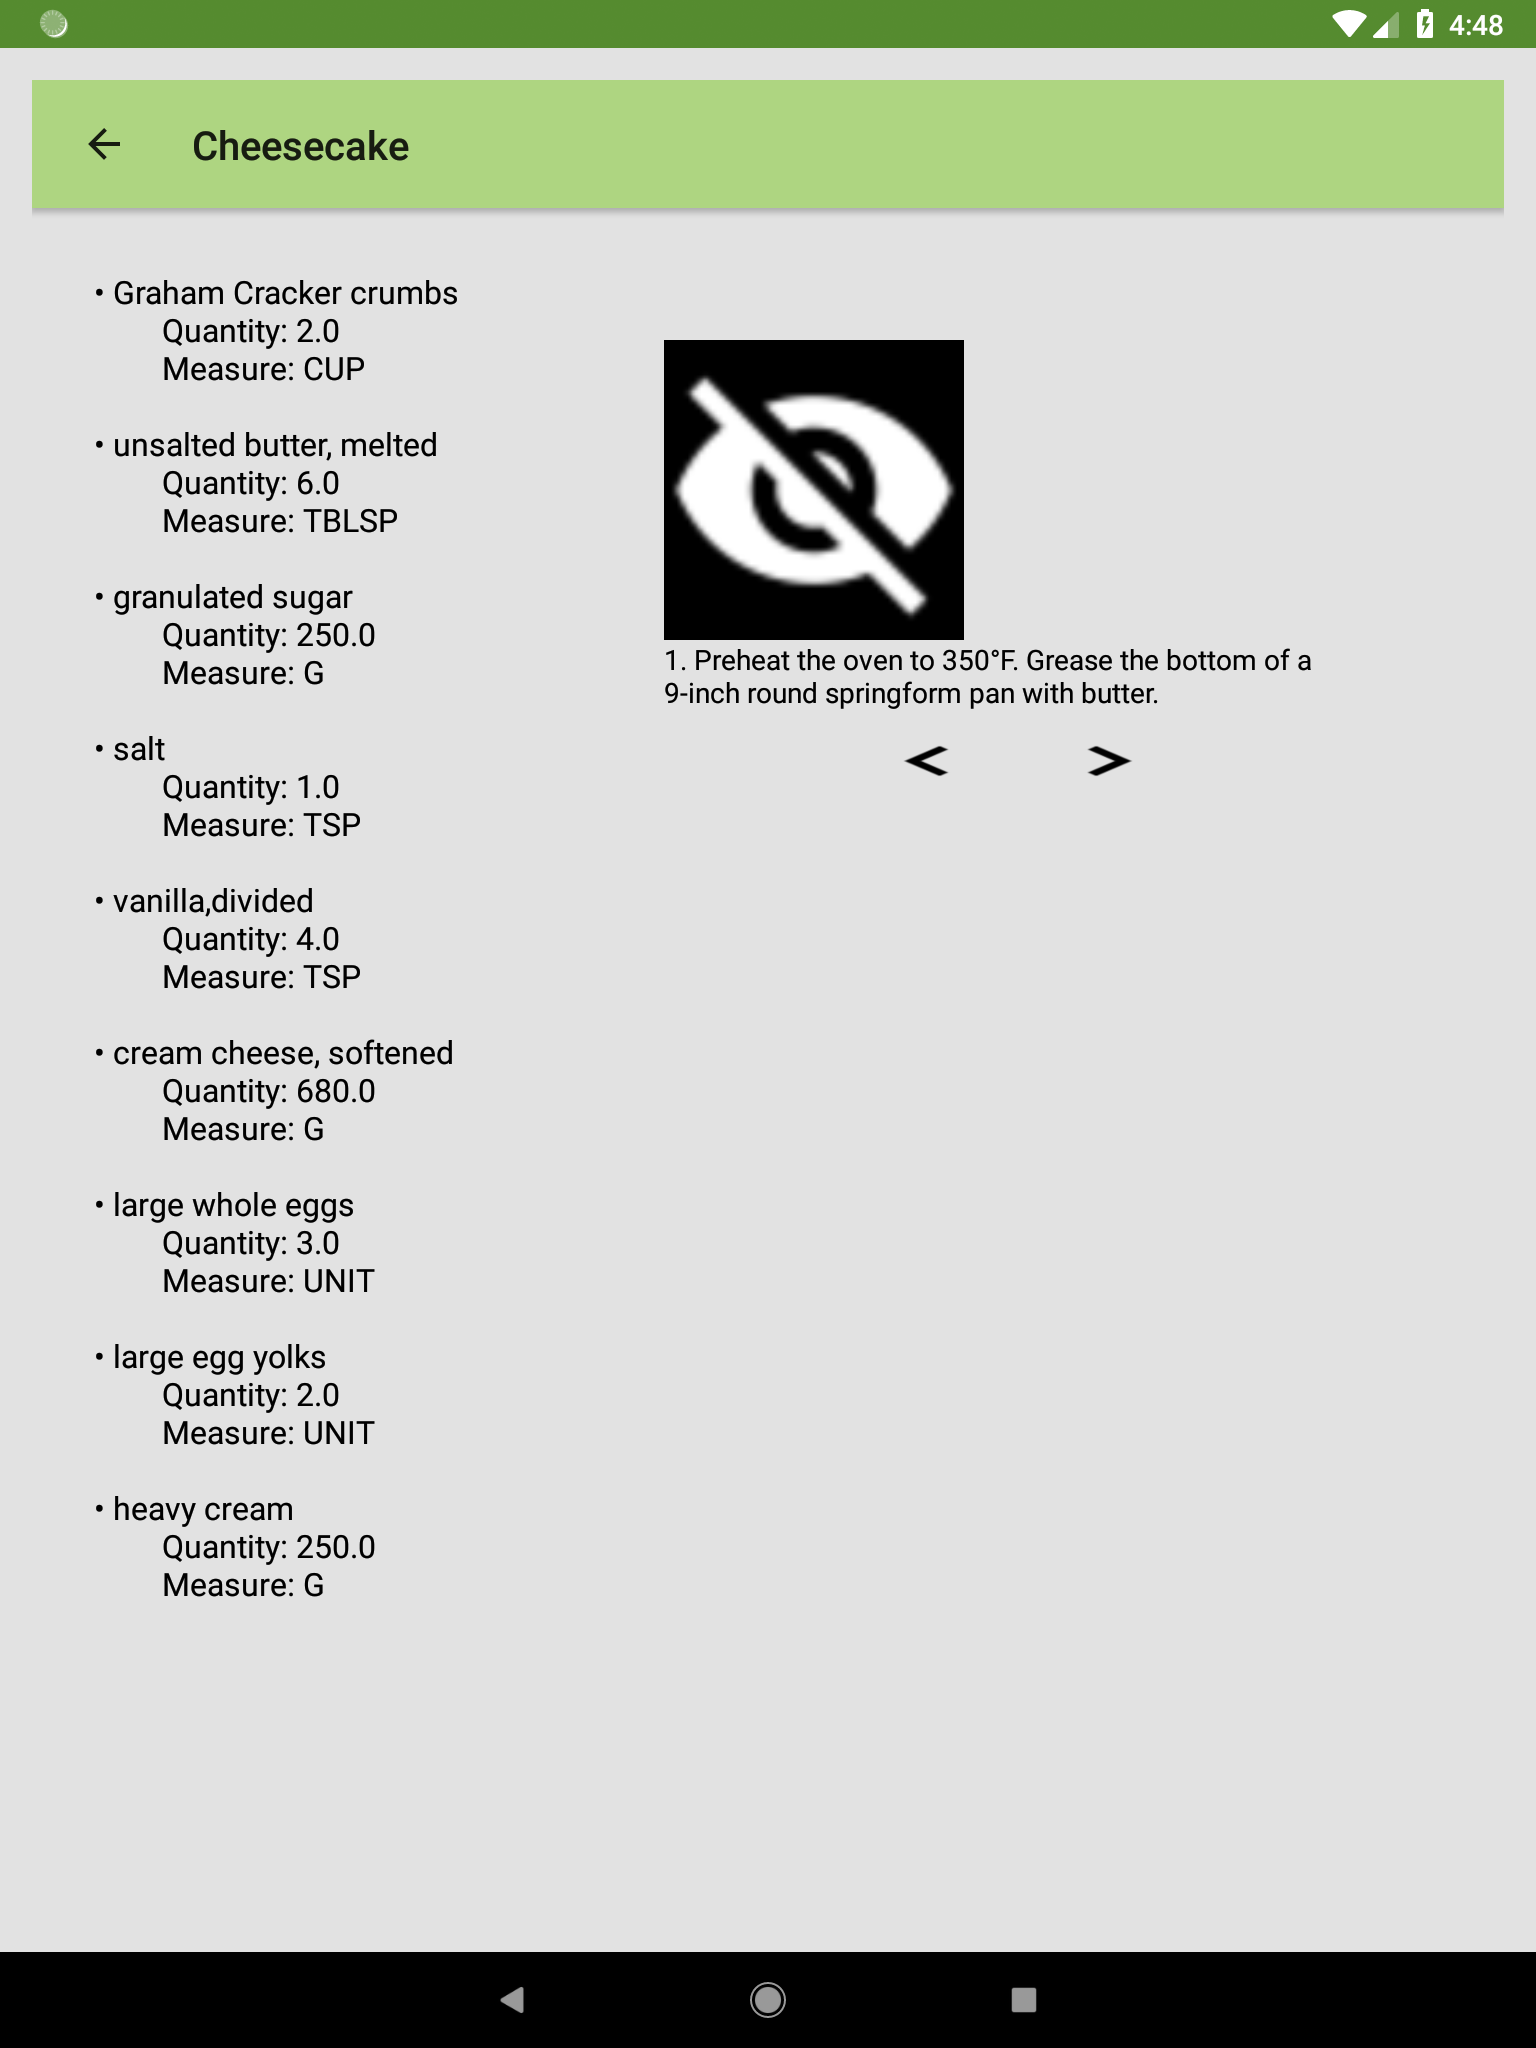 4:48
Cheesecake
• Graham Cracker crumbs
Quantity: 2.0
Measure: CUP
• unsalted butter, melted
Quantity: 6.0
Measure: TBLSP
• granulated sugar
Quantity: 250.0
Measure: G
• salt
Quantity: 1.0
Measure: TSP
• vanilla,divided
Quantity: 4.0
Measure: TSP
• cream cheese, softened
Quantity: 680.0
Measure: G
• large whole eggs
Quantity: 3.0
Measure: UNIT
• large egg yolks
Quantity: 2.0
Measure: UNIT
• heavy cream
Quantity: 250.0
Measure: G
1. Preheat the oven to 350°F. Grease the bottom of a
9-inch round springform pan with butter.
< >